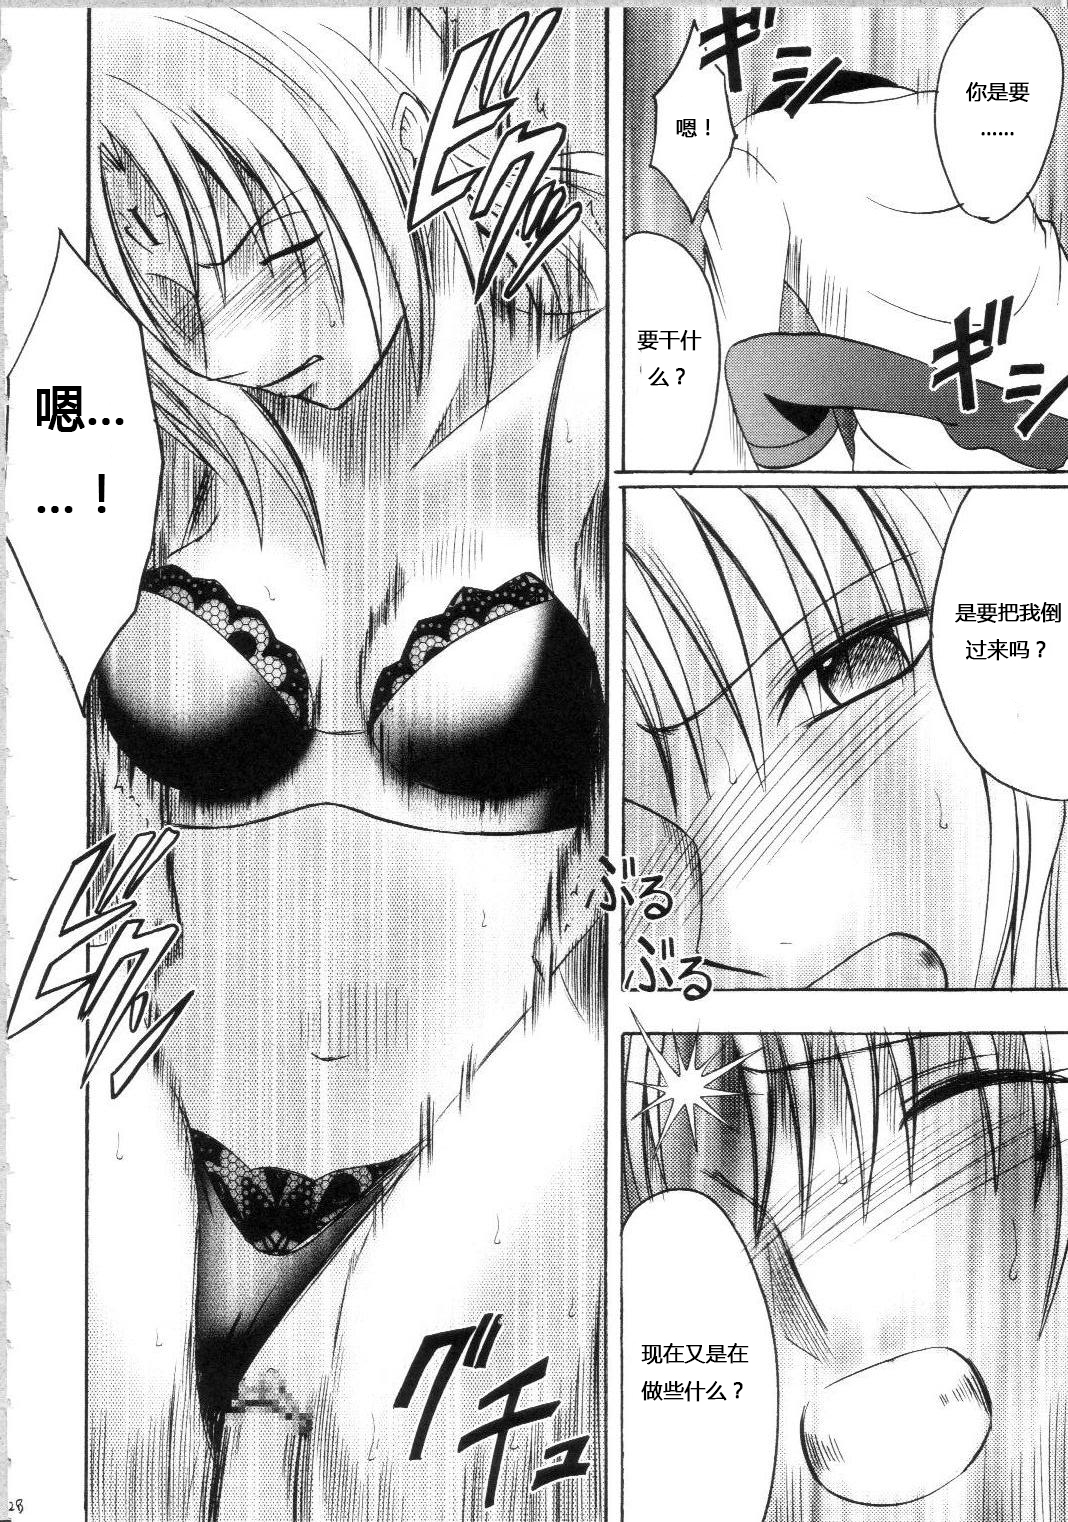 你是要
……
嗯！
ギシ
要干什
么？
ギシ
是要把我倒
过来吗？
ぶる
ぶる
现在又是在
做些什么？
ビクッ
嗯…
…！
ビクッ
グチュ
28